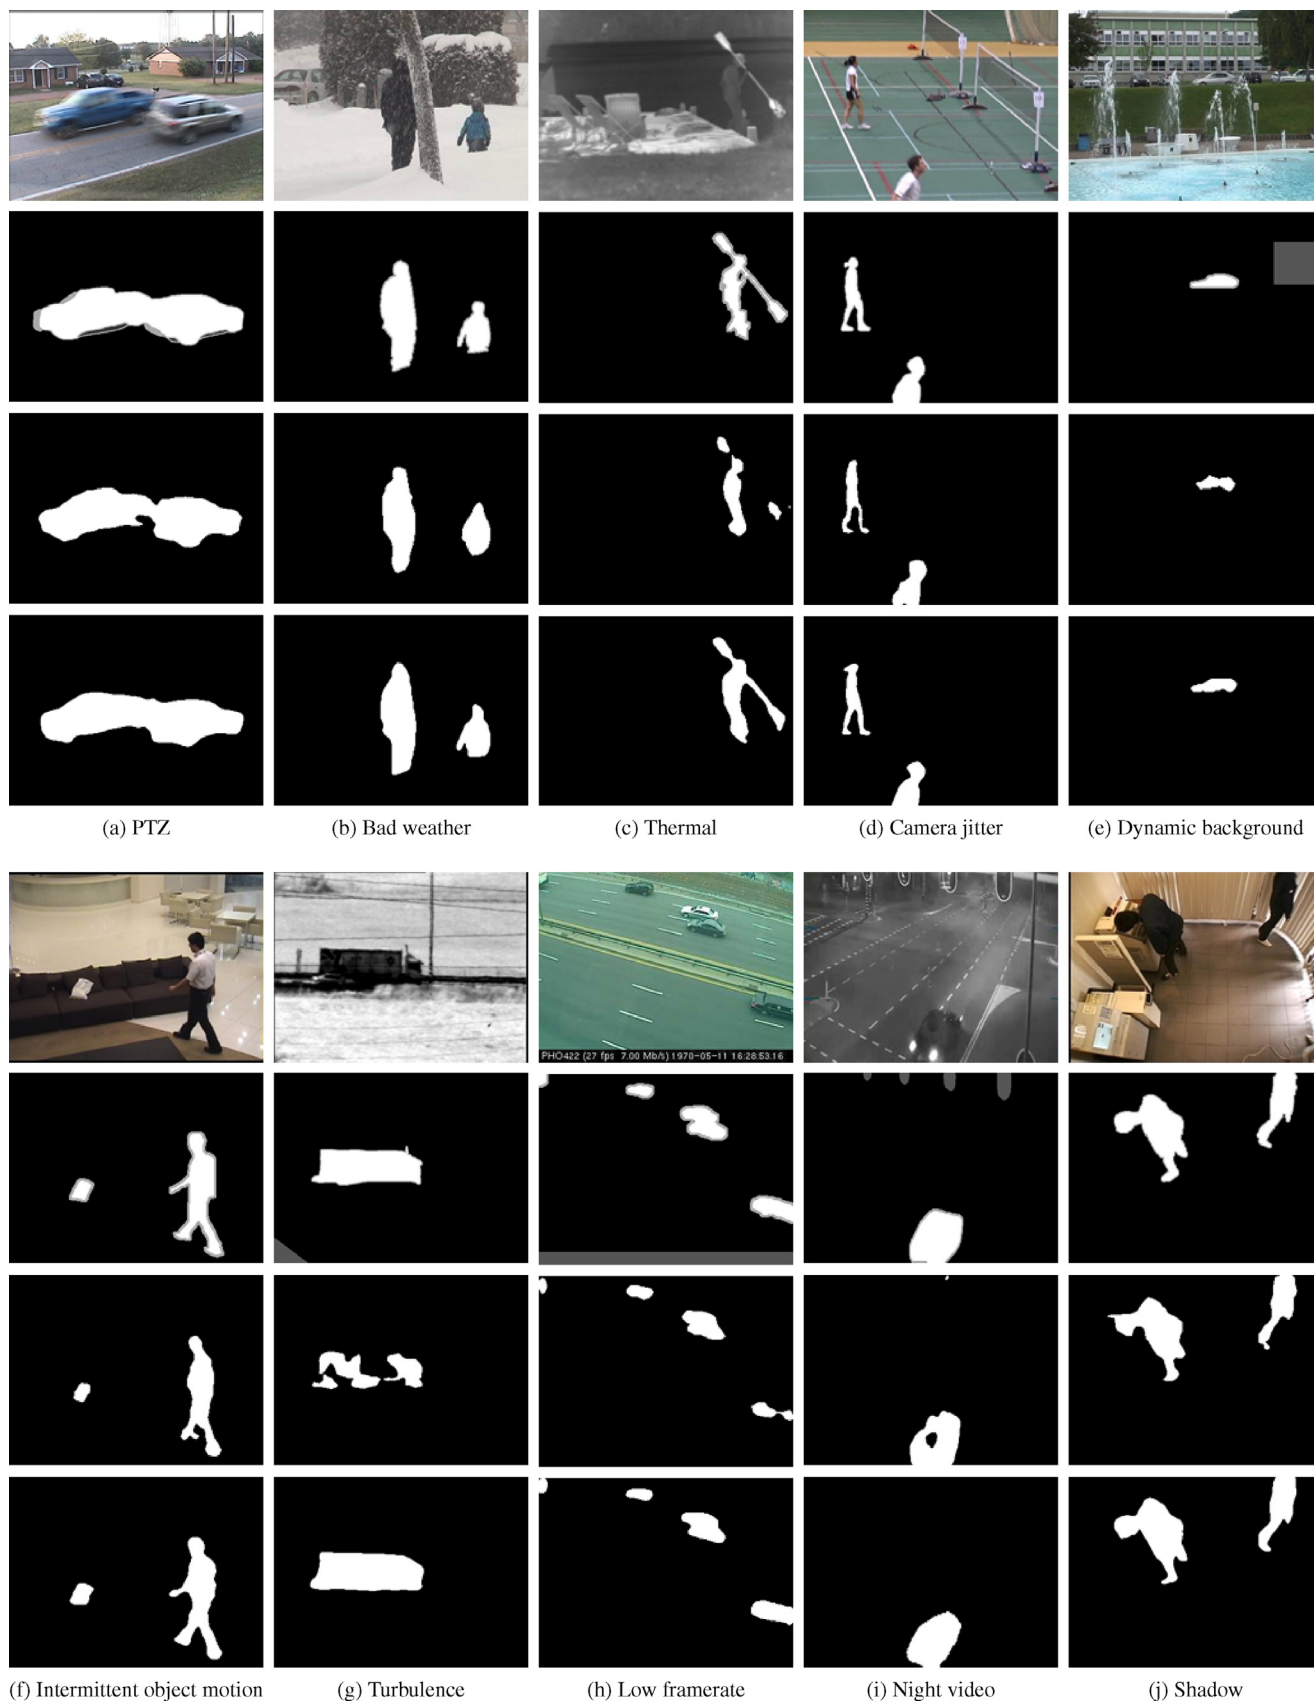 (a) PTZ
(b) Bad weather
(c) Thermal
(d) Camera jitter
(e) Dynamic background
PHO422 (27 fps 7.00 Mb/s) 1970-05-11 16:28:53.16
(f) Intermittent object motion
(g) Turbulence
(h) Low framerate
(i) Night video
(j) Shadow